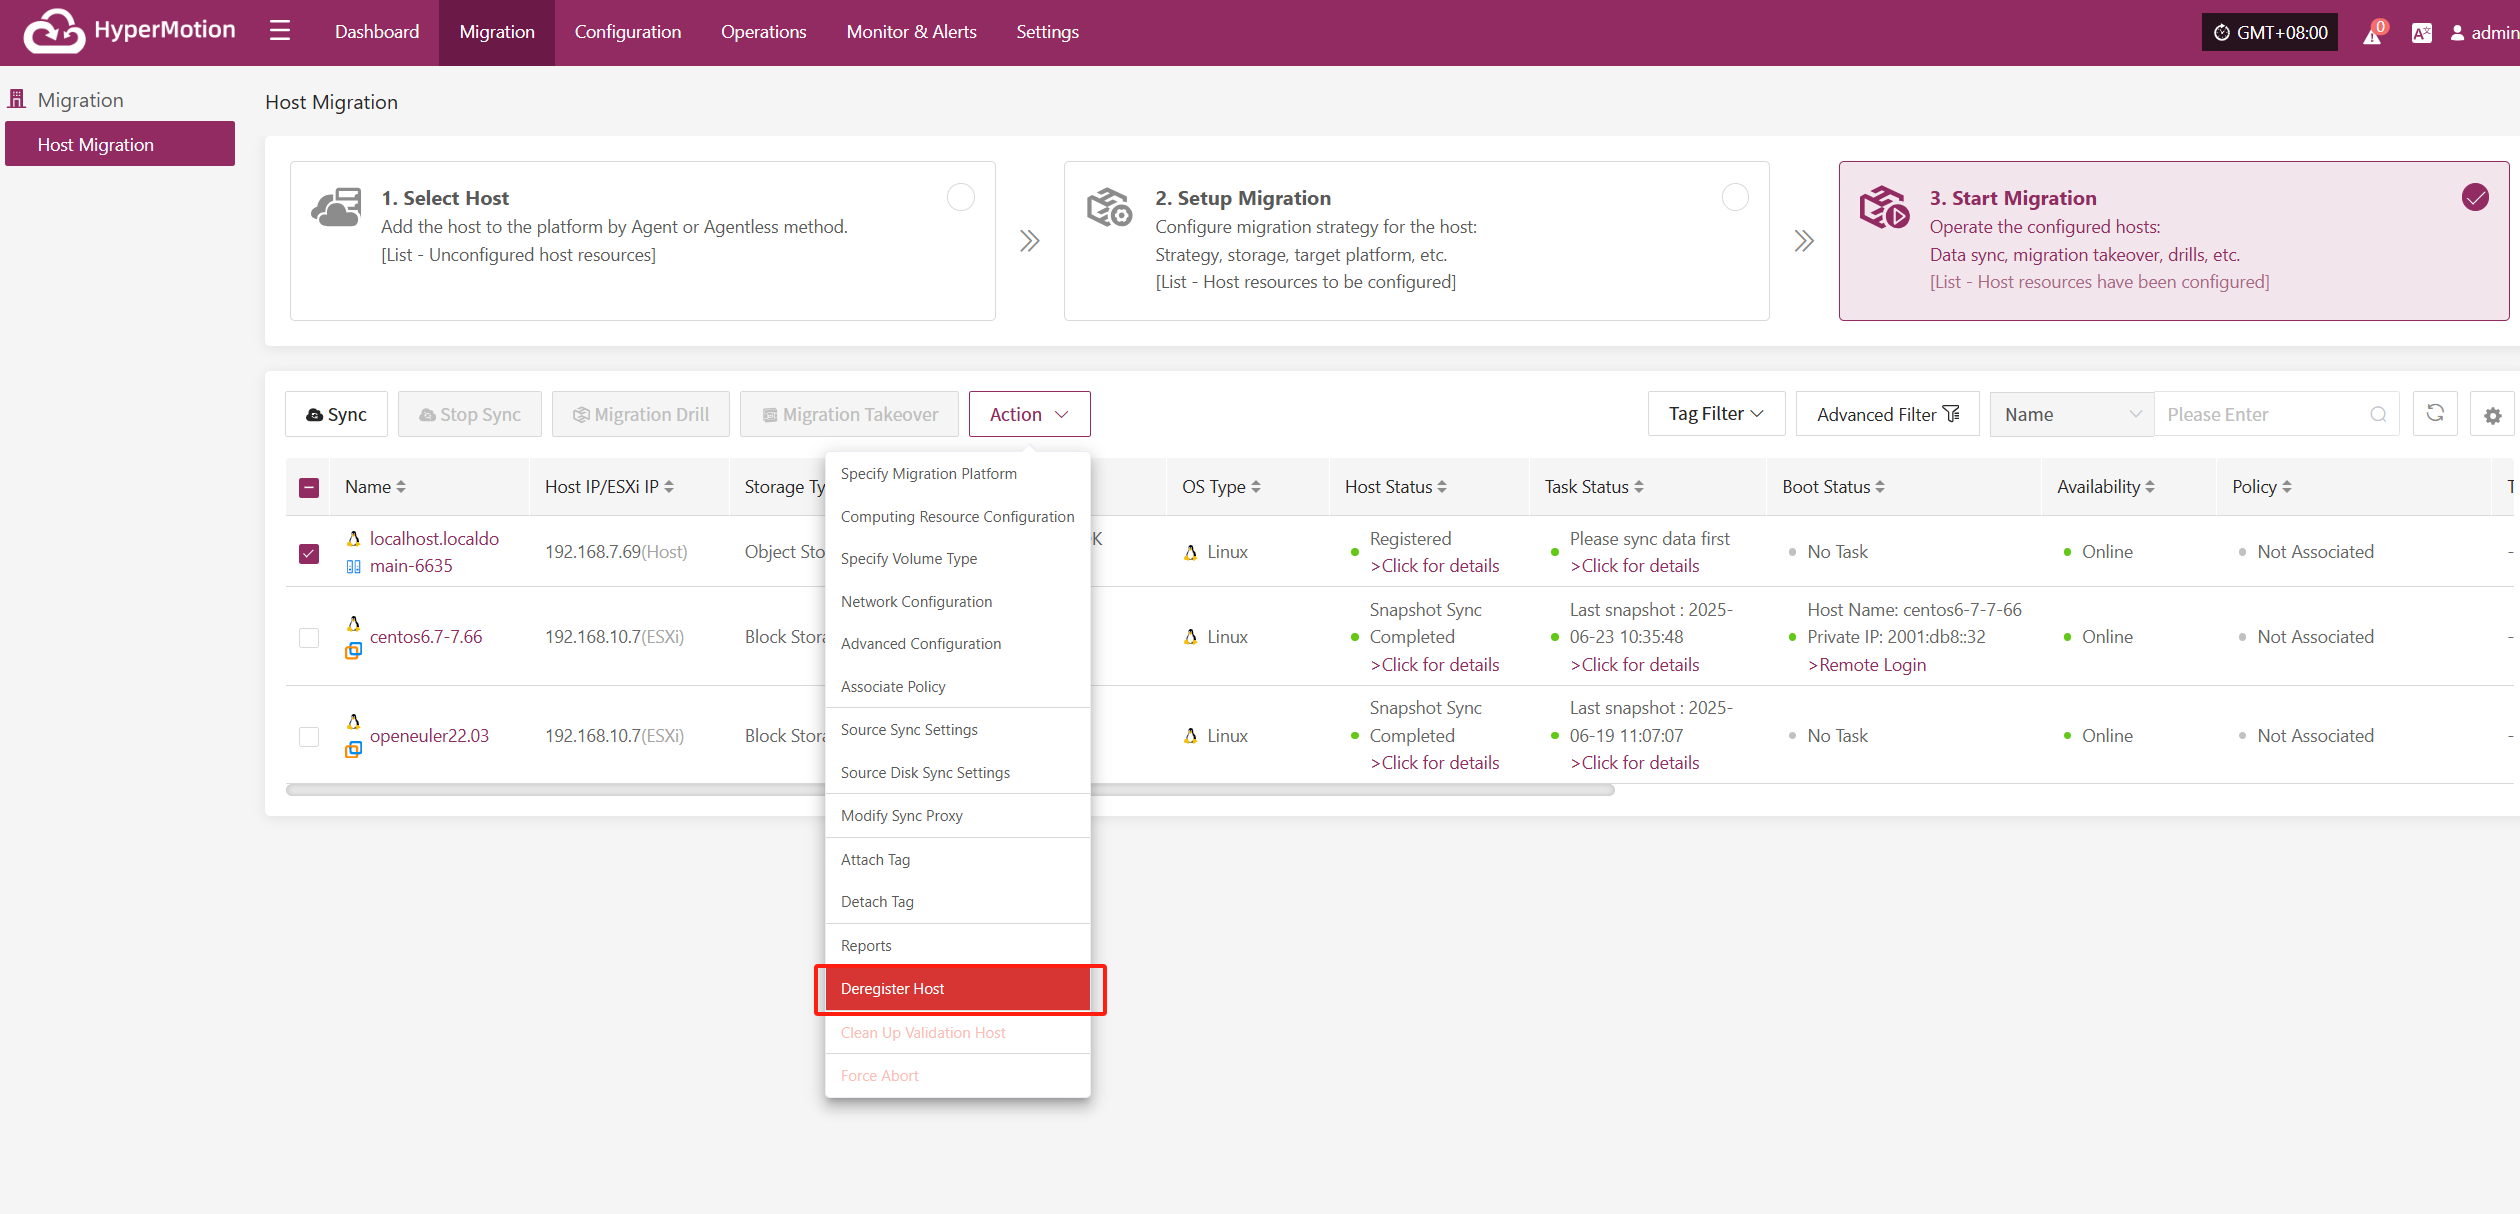 HyperMotion
Dashboard
Migration
Configuration
Operations
Monitor & Alerts
Settings
GMT+08:00
0
admin
Migration
Host Migration
Host Migration
1. Select Host
Add the host to the platform by Agent or Agentless method.
[List - Unconfigured host resources]
2. Setup Migration
Configure migration strategy for the host:
Strategy, storage, target platform, etc.
[List - Host resources to be configured]
3. Start Migration
Operate the configured hosts:
Data sync, migration takeover, drills, etc.
[List - Host resources have been configured]
Sync
Stop Sync
Migration Drill
Migration Takeover
Action
Tag Filter
Advanced Filter
Name
Please Enter
Name
Host IP/ESXi IP
Storage Ty
OS Type
Host Status
Task Status
Boot Status
Availability
Policy
T
localhost.localdo
main-6635
192.168.7.69(Host)
Object Sto
K
Linux
Registered
>Click for details
Please sync data first
>Click for details
No Task
Online
Not Associated
-
centos6.7-7.66
192.168.10.7(ESXi)
Block Stora
Linux
Snapshot Sync
Completed
>Click for details
Last snapshot : 2025-
06-23 10:35:48
>Click for details
Host Name: centos6-7-7-66
Private IP: 2001:db8::32
>Remote Login
Online
Not Associated
-
openeuler22.03
192.168.10.7(ESXi)
Block Stora
Linux
Snapshot Sync
Completed
>Click for details
Last snapshot : 2025-
06-19 11:07:07
>Click for details
No Task
Online
Not Associated
-
Specify Migration Platform
Computing Resource Configuration
Specify Volume Type
Network Configuration
Advanced Configuration
Associate Policy
Source Sync Settings
Source Disk Sync Settings
Modify Sync Proxy
Attach Tag
Detach Tag
Reports
Deregister Host
Clean Up Validation Host
Force Abort